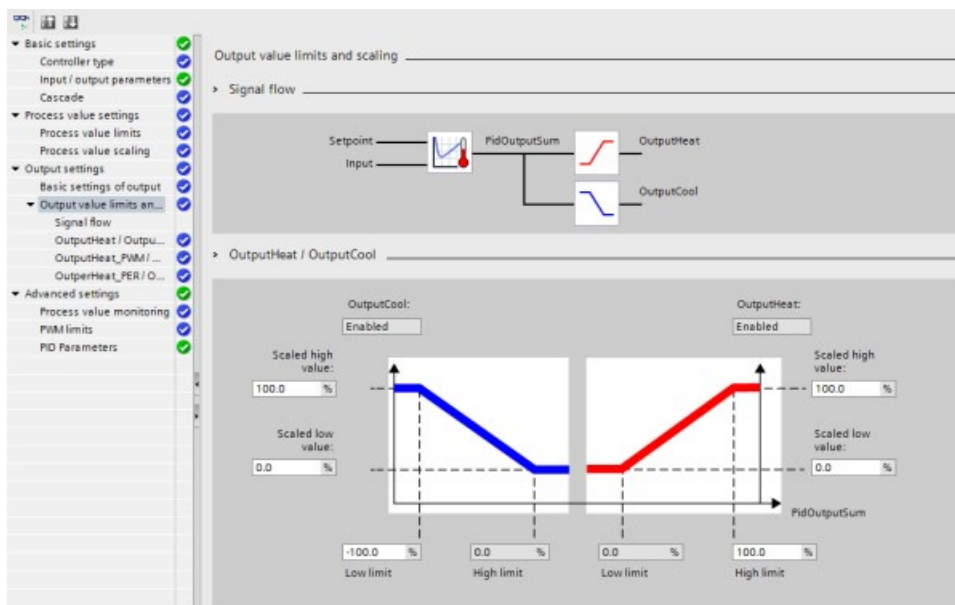 Basic settings
Controller type
Input / output parameters
Cascade
Process value settings
Process value limits
Process value scaling
Output settings
Basic settings of output
Output value limits an...
Signal flow
OutputHeat / Outpu...
OutputHeat_PWM / ...
OutperHeat_PER / O...
Advanced settings
Process value monitoring
PWM limits
PID Parameters
Output value limits and scaling
Signal flow
Setpoint
Input
PidOutputSum
OutputHeat
OutputCool
OutputHeat / OutputCool
OutputCool:
Enabled
OutputHeat:
Enabled
Scaled high
value:
100.0 %
Scaled low
value:
0.0 %
Scaled high
value:
100.0 %
Scaled low
value:
0.0 %
PidOutputSum
-100.0 %
0.0 %
0.0 %
100.0 %
Low limit
High limit
Low limit
High limit